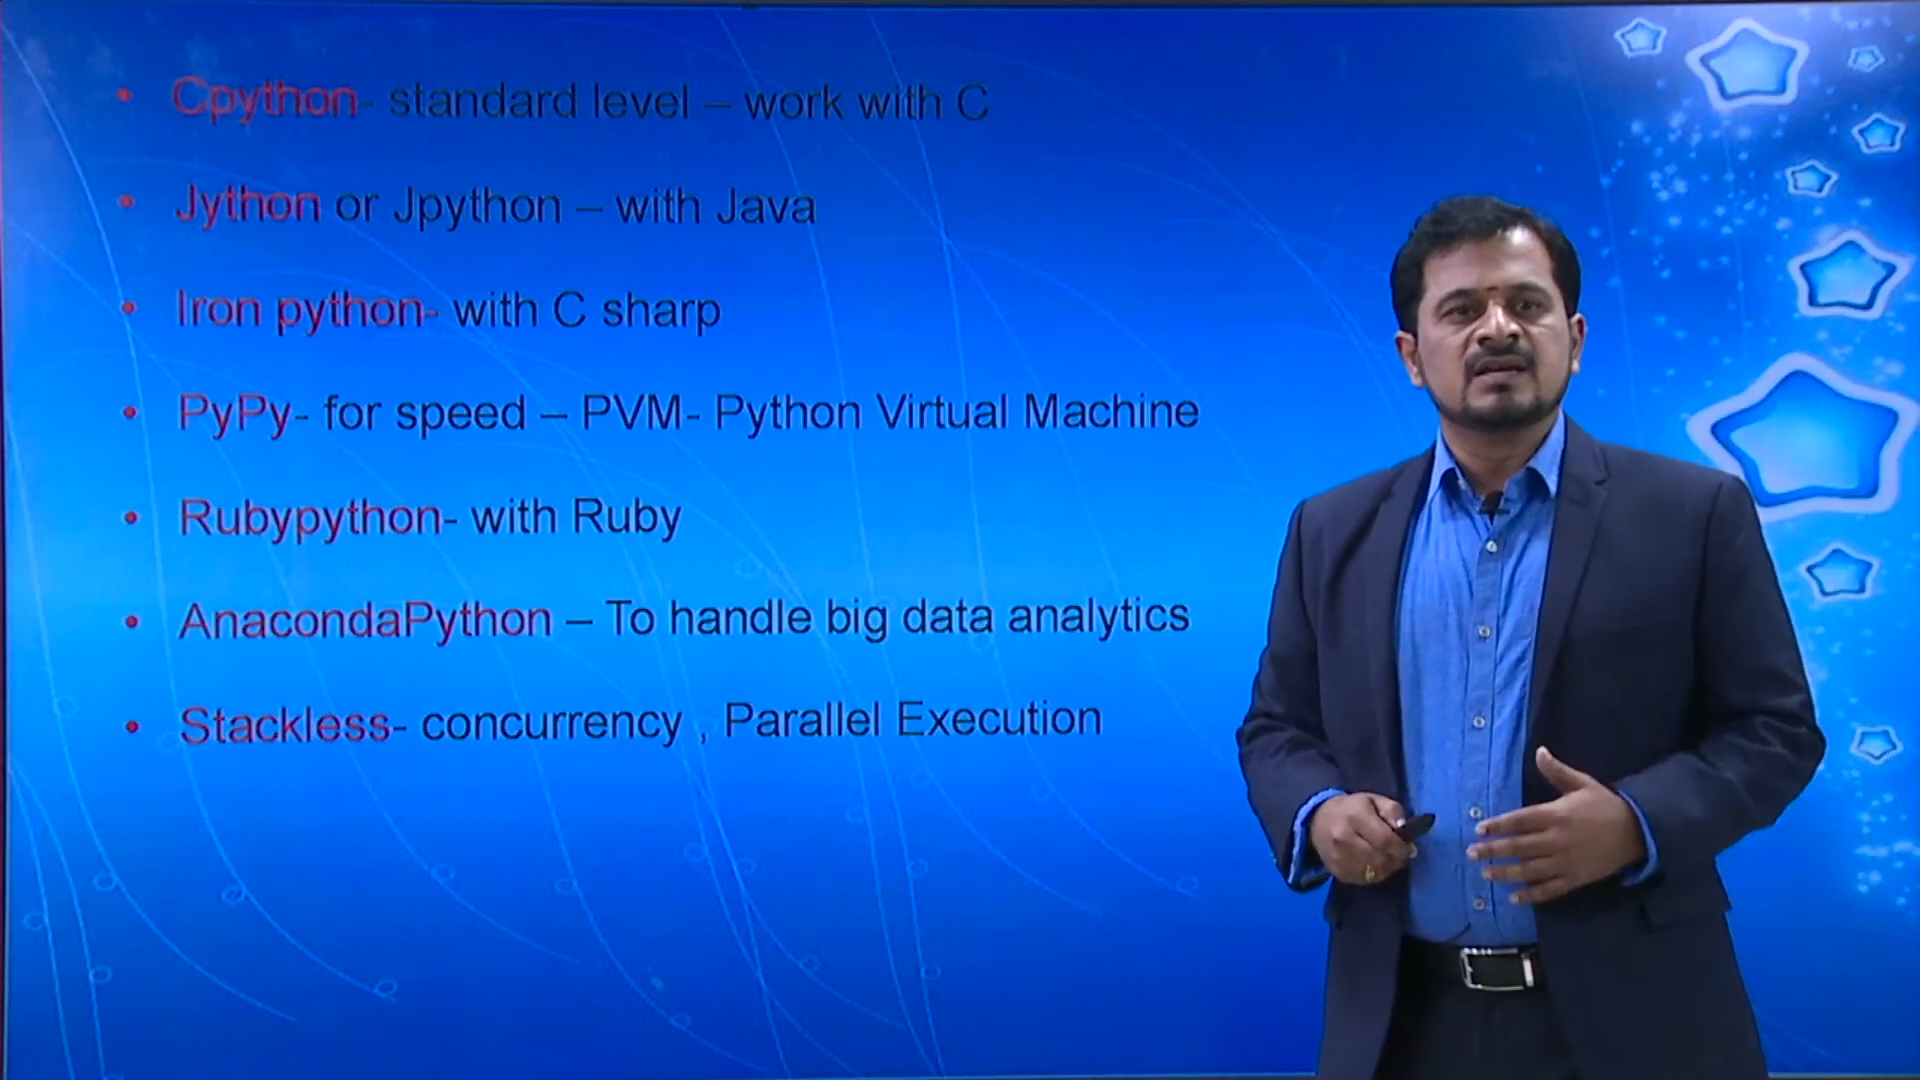 • Cpython- standard level – work with C
• Jython or Jpython – with Java
• Iron python- with C sharp
• PyPy- for speed – PVM- Python Virtual Machine
• Rubypython- with Ruby
• AnacondaPython – To handle big data analytics
• Stackless- concurrency , Parallel Execution